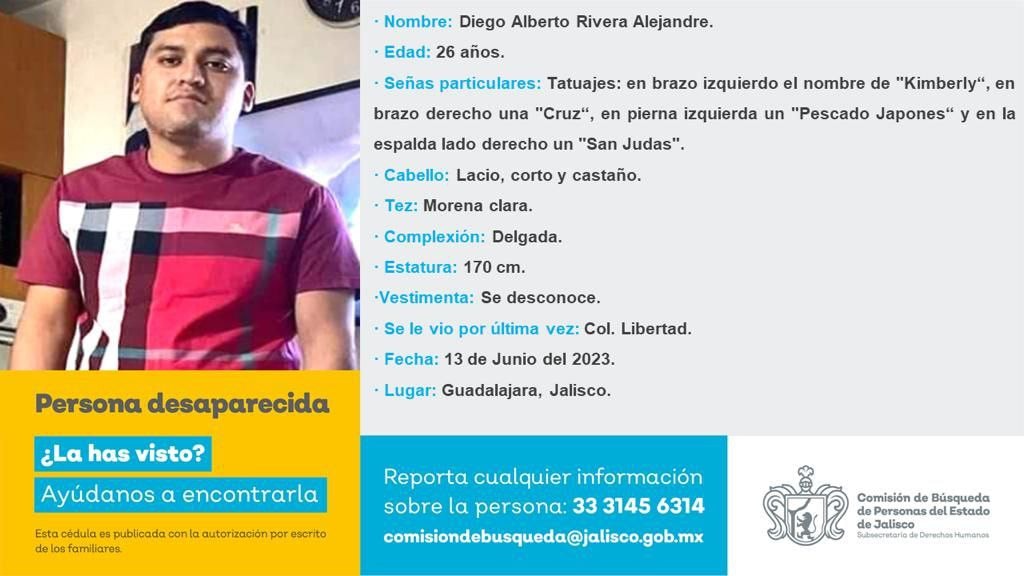 · Nombre: Diego Alberto Rivera Alejandre.
· Edad: 26 años.
· Señas particulares: Tatuajes: en brazo izquierdo el nombre de "Kimberly“, en
brazo derecho una "Cruz“, en pierna izquierda un "Pescado Japones“ y en la
espalda lado derecho un "San Judas".
· Cabello: Lacio, corto y castaño.
· Tez: Morena clara.
· Complexión: Delgada.
· Estatura: 170 cm.
·Vestimenta: Se desconoce.
· Se le vio por última vez: Col. Libertad.
· Fecha: 13 de Junio del 2023.
· Lugar: Guadalajara, Jalisco.
Persona desaparecida
¿La has visto?
Ayúdanos a encontrarla
Esta cédula es publicada con la autorización por escrito
de los familiares.
Reporta cualquier información
sobre la persona: 33 3145 6314
comisiondebusqueda@jalisco.gob.mx
Comisión de Búsqueda
de Personas del Estado
de Jalisco
Subsecretaría de Derechos Humanos